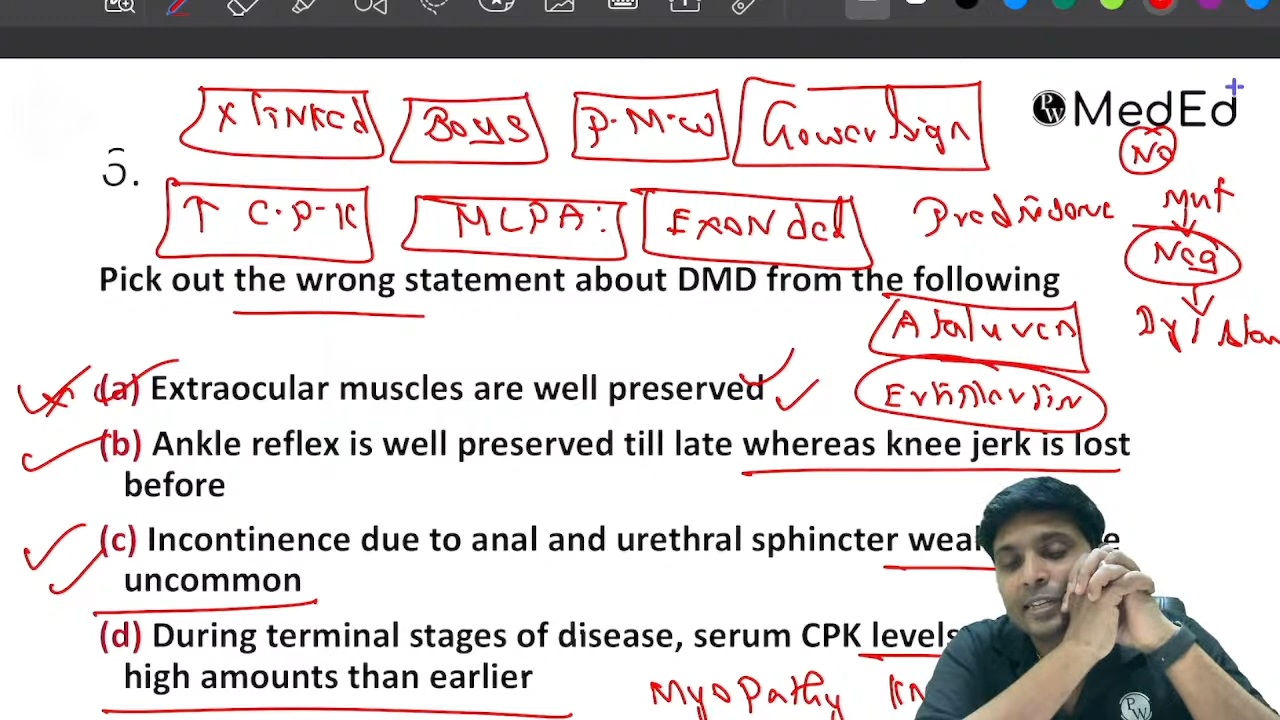 X linked Boys P.M.W Gower sign
PW MedEd
No
5.
↑ C.P.K MLPA: EXON del Prednisone Mut
Neg
Pick out the wrong statement about DMD from the following
Ataluren
(a) Extraocular muscles are well preserved
(b) Ankle reflex is well preserved till late whereas knee jerk is lost
before
(c) Incontinence due to anal and urethral sphincter
uncommon
(d) During terminal stages of disease, serum CPK levels
high amounts than earlier
Myopathy
PW